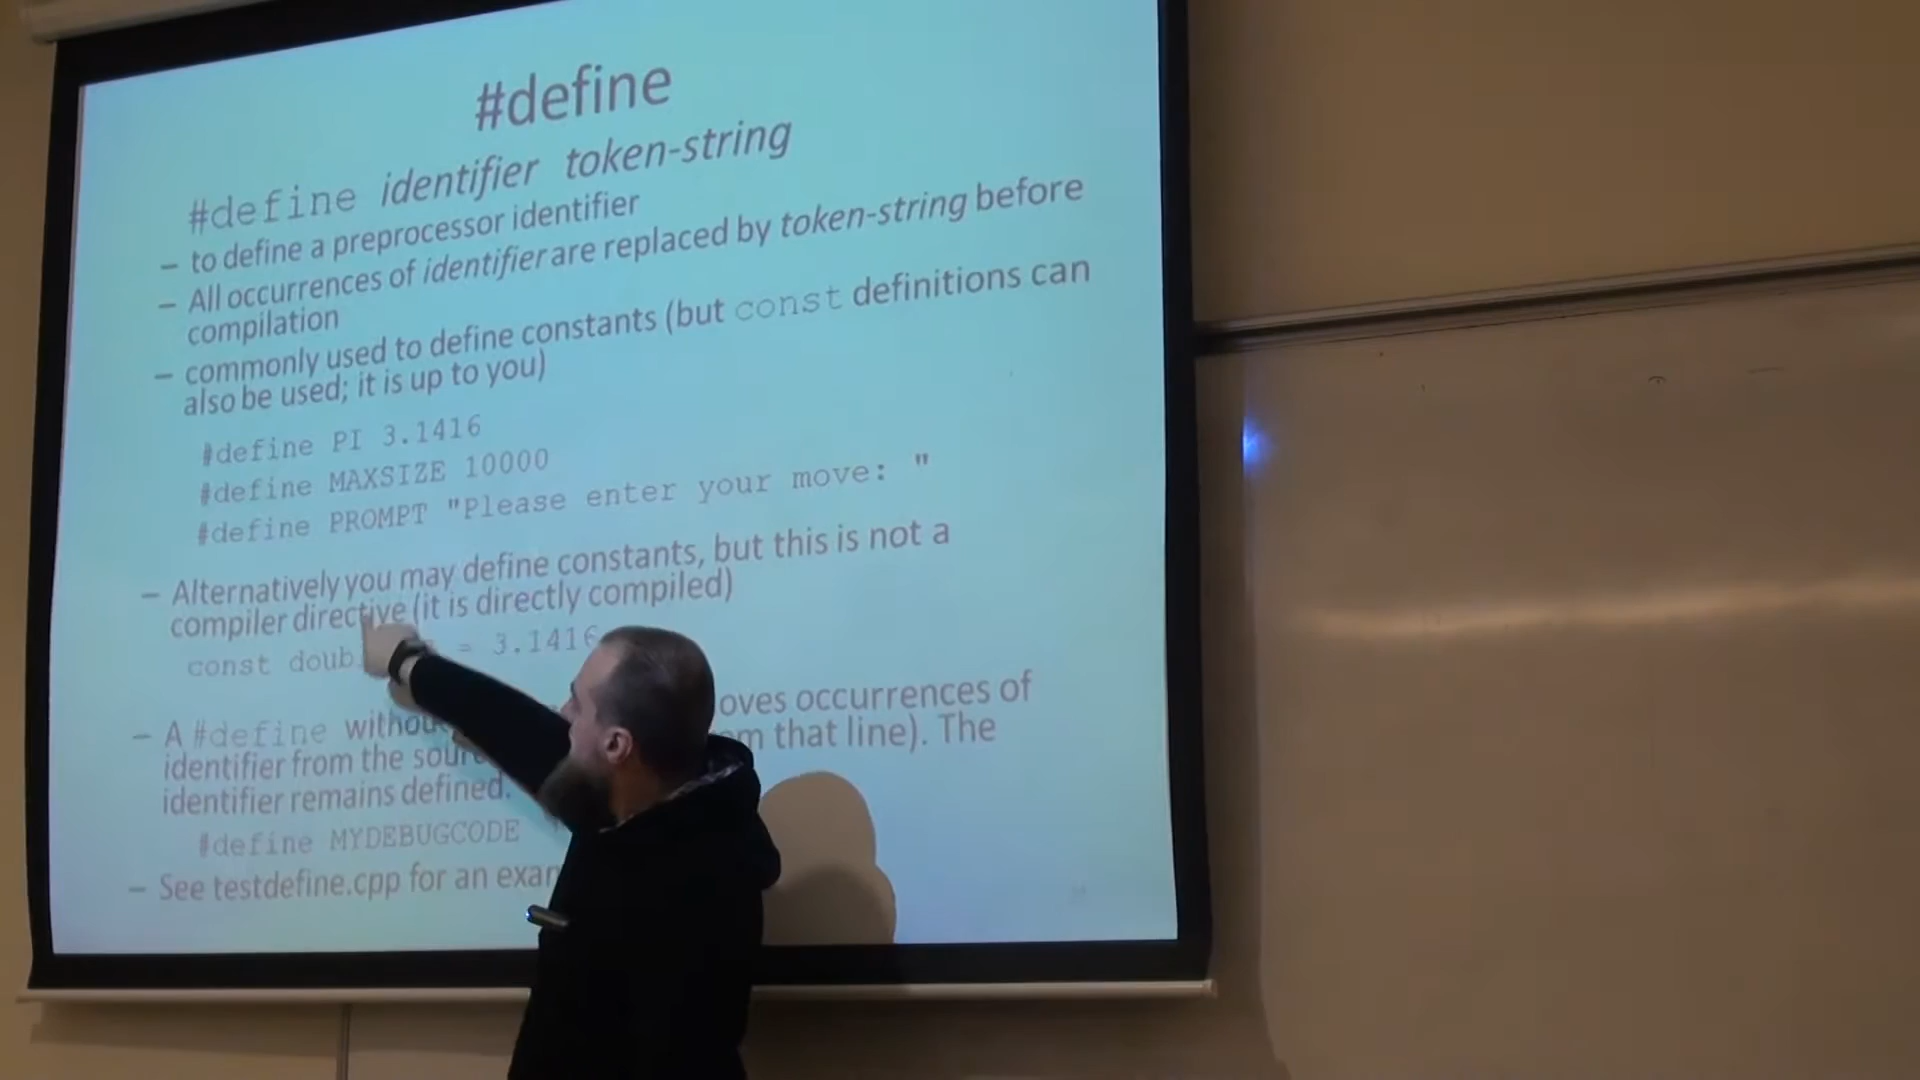 #define
#define identifier token-string
– to define a preprocessor identifier
– All occurrences of identifier are replaced by token-string before
compilation
– commonly used to define constants (but const definitions can
also be used; it is up to you)
#define PI 3.1416
#define MAXSIZE 10000
#define PROMPT "Please enter your move: "
– Alternatively you may define constants, but this is not a
compiler directive (it is directly compiled)
const = 3.1416
– A #define oves occurrences of
identifier from the that line). The
identifier remains defined.
#define MYDEBUGCODE
– See testdefine.cpp for an